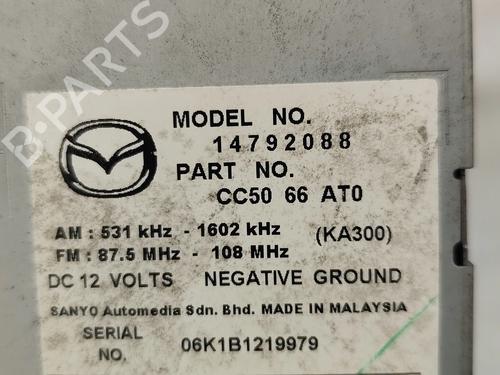 MODEL NO.
14792088
PART NO.
CC50 66 AT0
AM : 531 kHz - 1602 kHz (KA300)
FM : 87.5 MHz - 108 MHz
DC 12 VOLTS NEGATIVE GROUND
SANYO Automedia Sdn. Bhd. MADE IN MALAYSIA
SERIAL NO. 06K1B1219979
B-PARTS